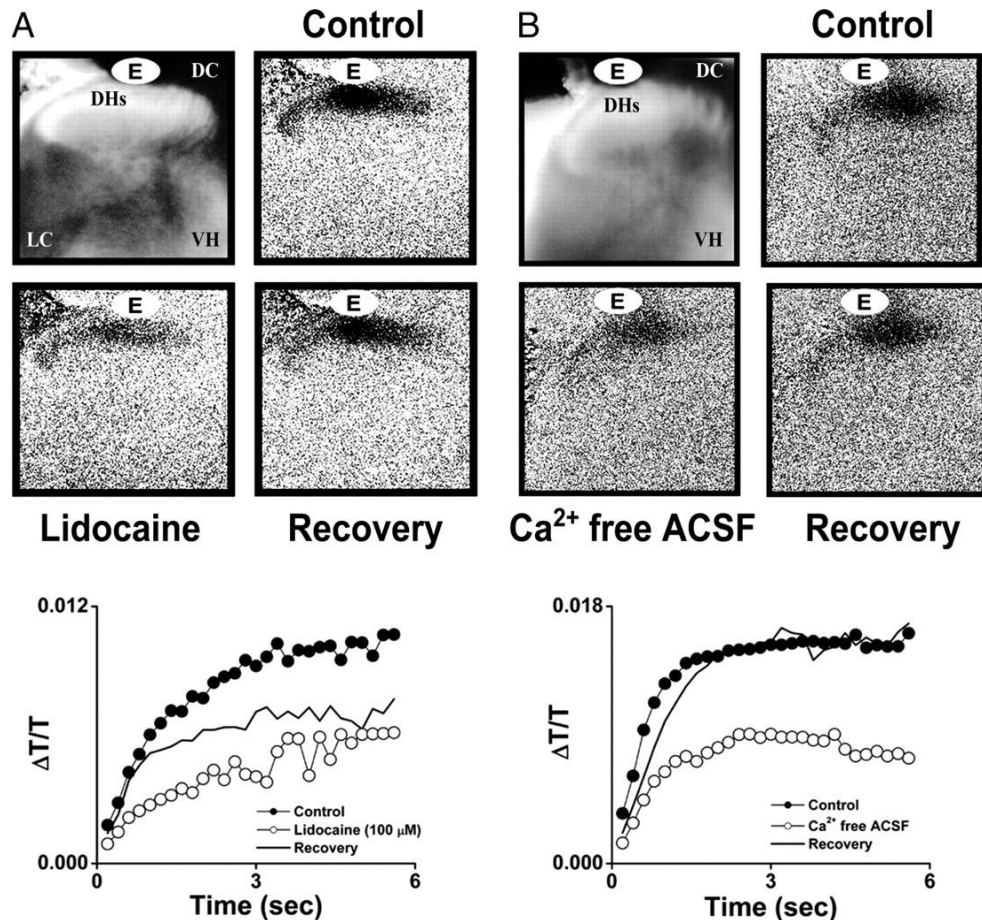 A
Control
B
Control
E
DC
DHs
LC
VH
E
E
DC
DHs
VH
E
E
E
E
E
Lidocaine
Recovery
Ca²⁺ free ACSF
Recovery
0.012
ΔT/T
0.000
Control
Lidocaine (100 μM)
Recovery
0
3
6
Time (sec)
0.018
ΔT/T
0.000
Control
Ca²⁺ free ACSF
Recovery
0
3
6
Time (sec)